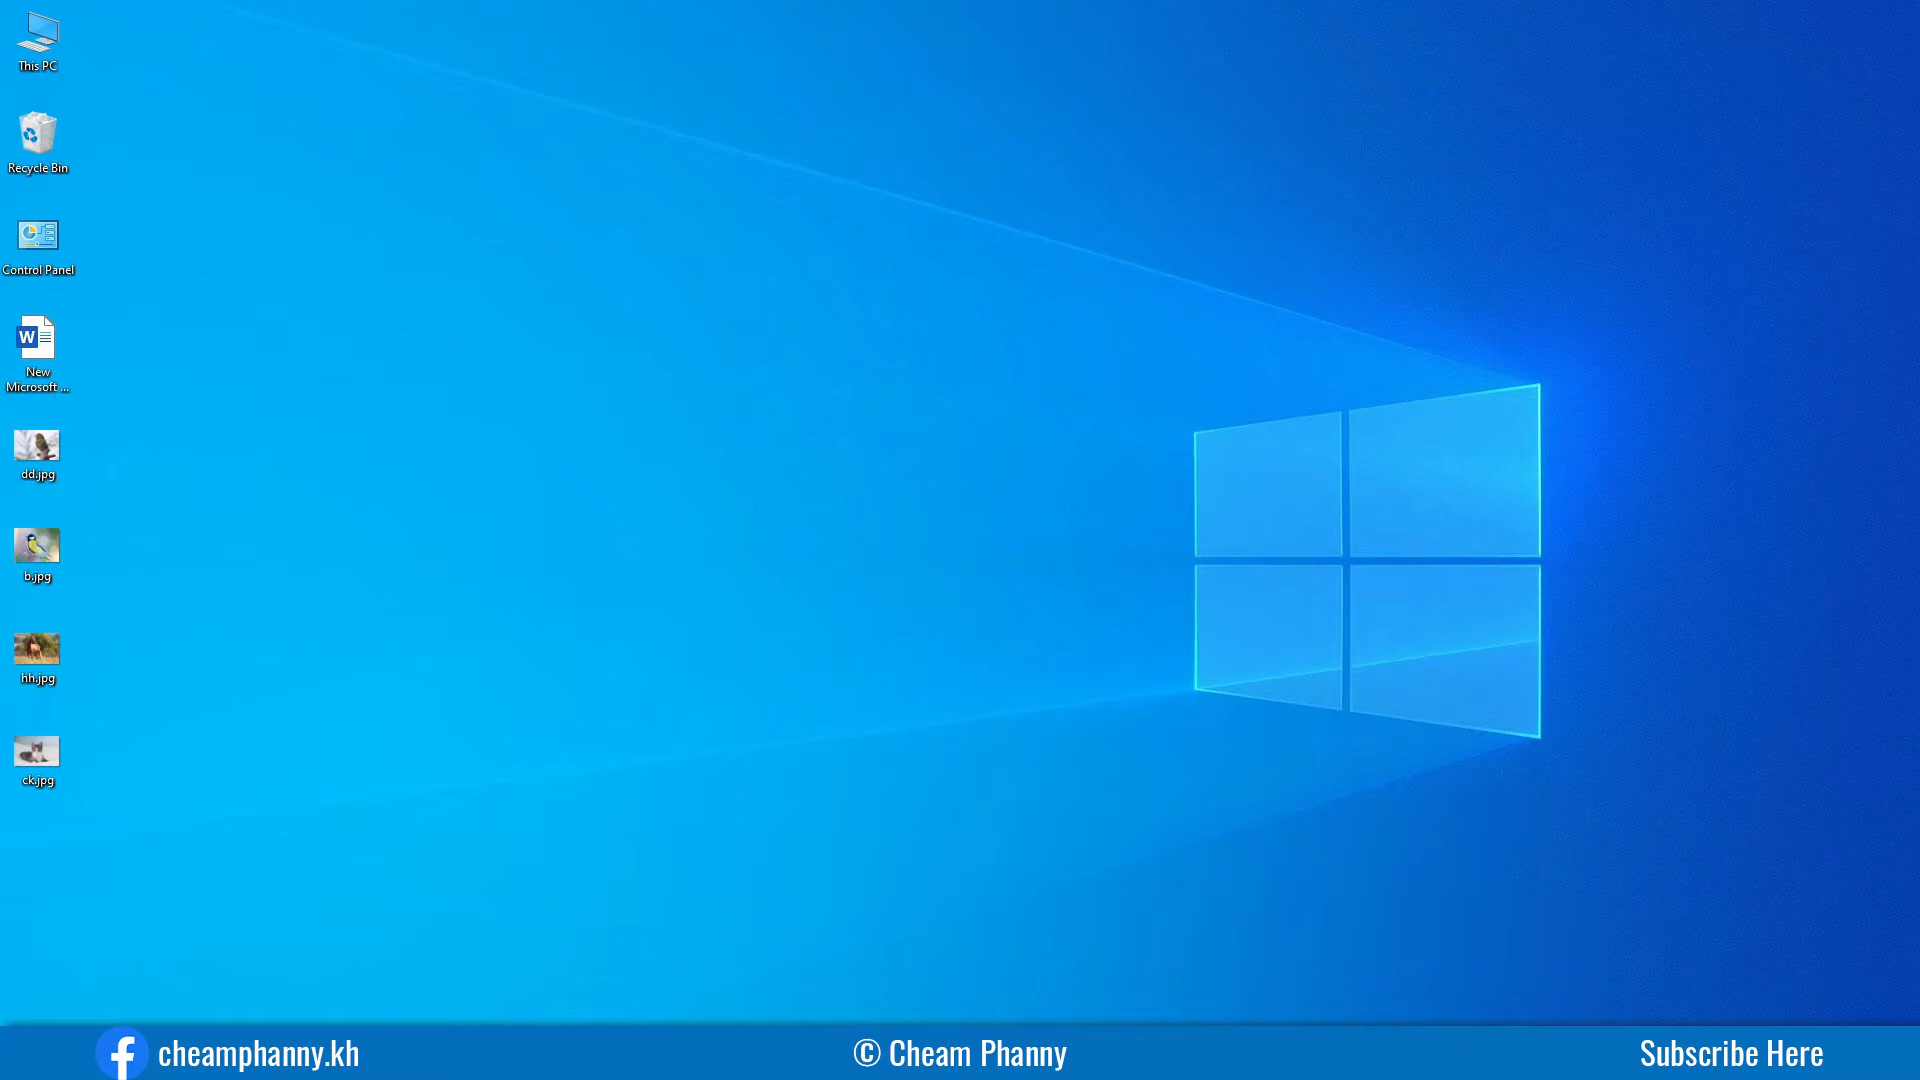 This PC
Recycle Bin
Control Panel
W
New
Microsoft ...
dd.jpg
b.jpg
hh.jpg
ck.jpg
cheamphanny.kh
© Cheam Phanny
Subscribe Here